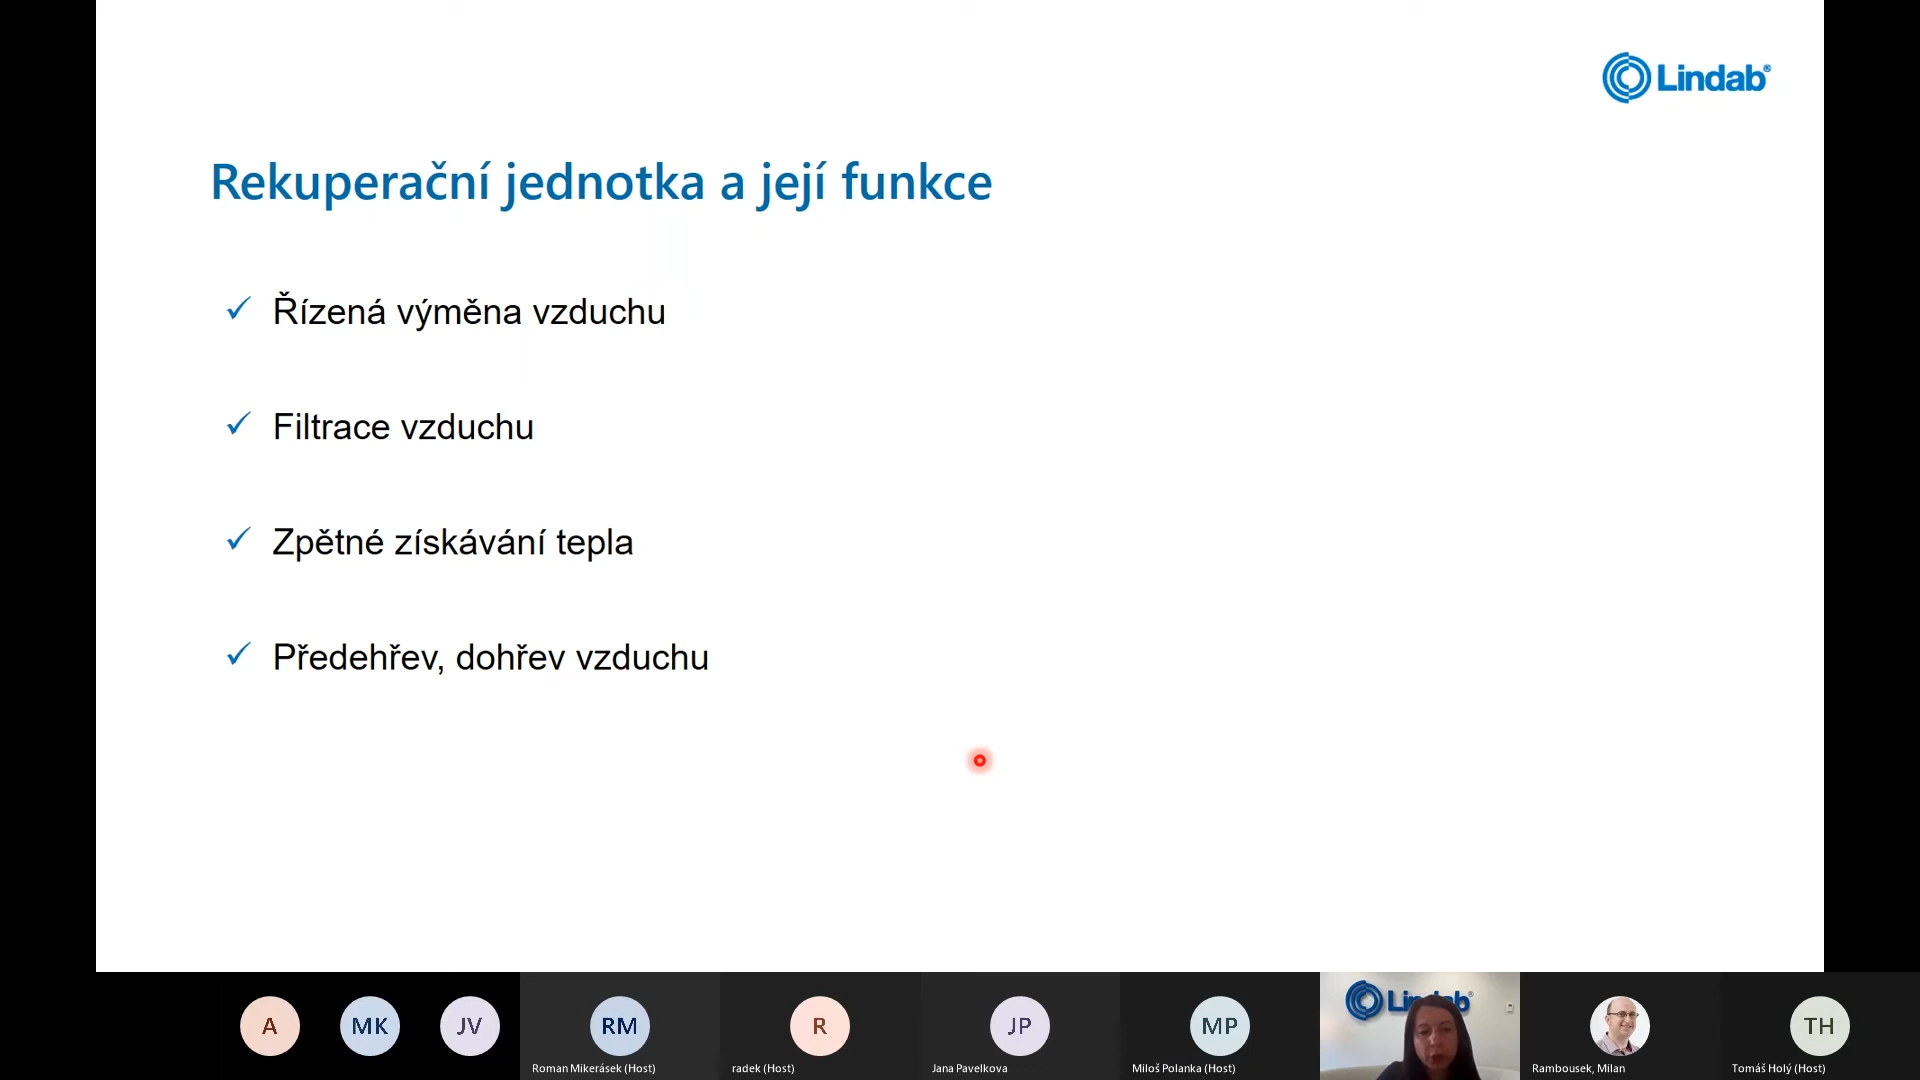 Lindab®
Rekuperační jednotka a její funkce
✓ Řízená výměna vzduchu
✓ Filtrace vzduchu
✓ Zpětné získávání tepla
✓ Předehřev, dohřev vzduchu
A
MK
JV
RM
Roman Mikerásek (Host)
R
radek (Host)
JP
Jana Pavelkova
MP
Miloš Polanka (Host)
Rambousek, Milan
TH
Tomáš Holý (Host)